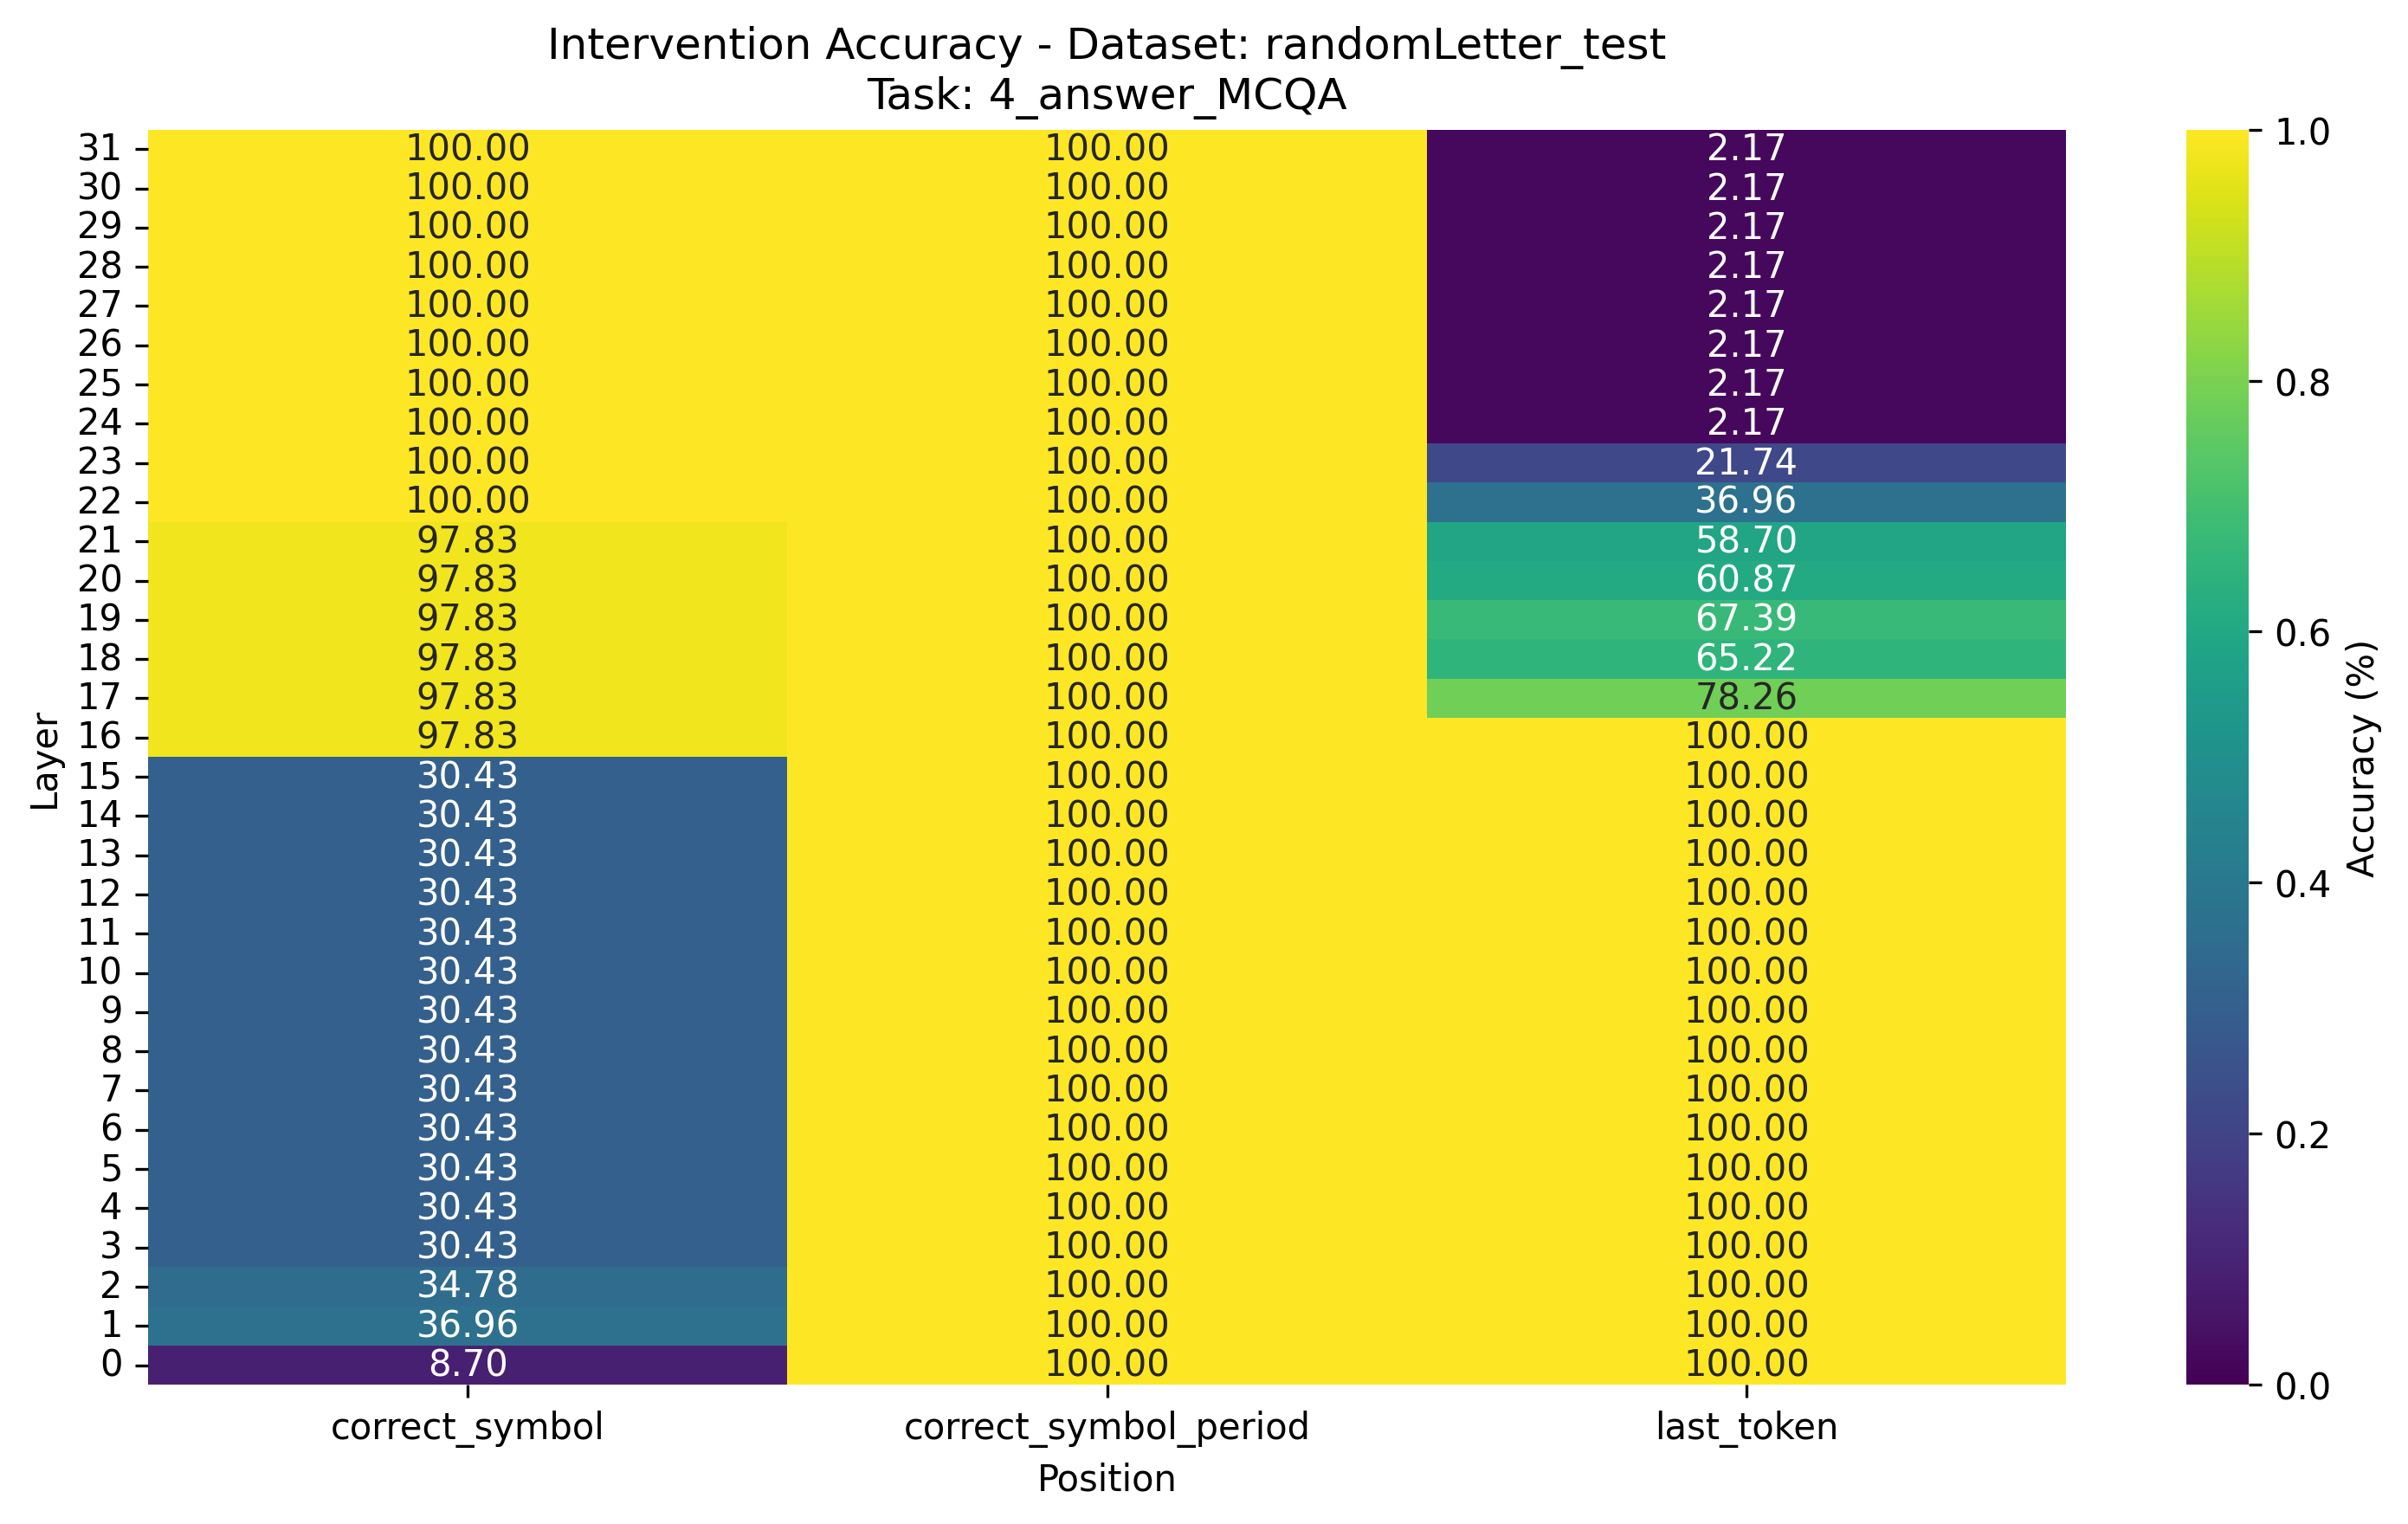 Intervention Accuracy - Dataset: randomLetter_test
Task: 4_answer_MCQA
31 100.00 100.00 2.17
30 100.00 100.00 2.17
29 100.00 100.00 2.17
28 100.00 100.00 2.17
27 100.00 100.00 2.17
26 100.00 100.00 2.17
25 100.00 100.00 2.17
24 100.00 100.00 2.17
23 100.00 100.00 21.74
22 100.00 100.00 36.96
21 97.83 100.00 58.70
20 97.83 100.00 60.87
19 97.83 100.00 67.39
18 97.83 100.00 65.22
17 97.83 100.00 78.26
16 97.83 100.00 100.00
15 30.43 100.00 100.00
14 30.43 100.00 100.00
13 30.43 100.00 100.00
12 30.43 100.00 100.00
11 30.43 100.00 100.00
10 30.43 100.00 100.00
9 30.43 100.00 100.00
8 30.43 100.00 100.00
7 30.43 100.00 100.00
6 30.43 100.00 100.00
5 30.43 100.00 100.00
4 30.43 100.00 100.00
3 30.43 100.00 100.00
2 34.78 100.00 100.00
1 36.96 100.00 100.00
0 8.70 100.00 100.00
correct_symbol correct_symbol_period last_token
Position
Layer
1.0
0.8
0.6
0.4
0.2
0.0
Accuracy (%)